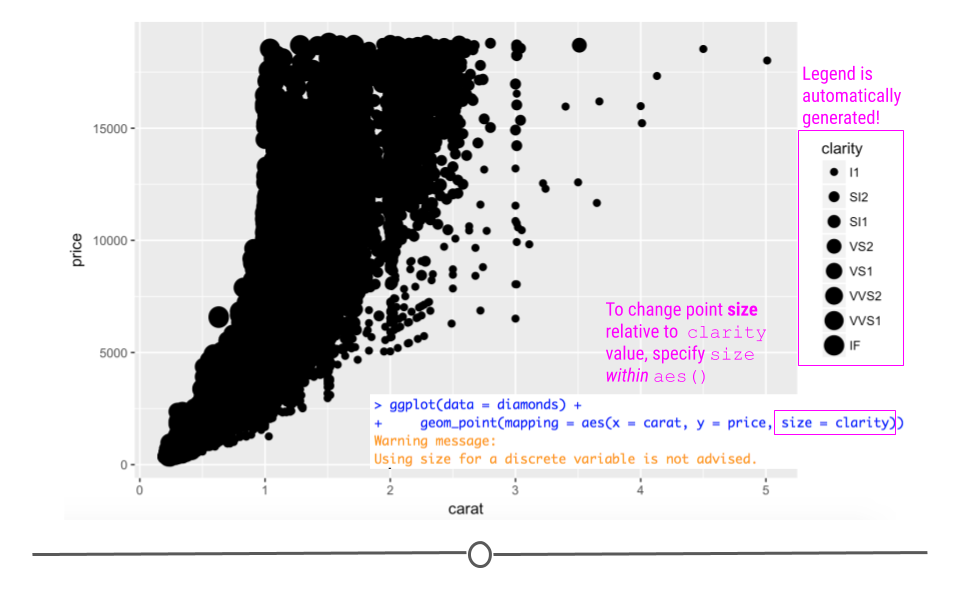 Legend is
automatically
generated!
clarity
I1
SI2
SI1
VS2
VS1
VVS2
VVS1
IF
price
15000
10000
5000
0
To change point size
relative to clarity
value, specify size
within aes()
> ggplot(data = diamonds) +
+     geom_point(mapping = aes(x = carat, y = price, size = clarity))
Warning message:
Using size for a discrete variable is not advised.
0 1 2 3 4 5
carat